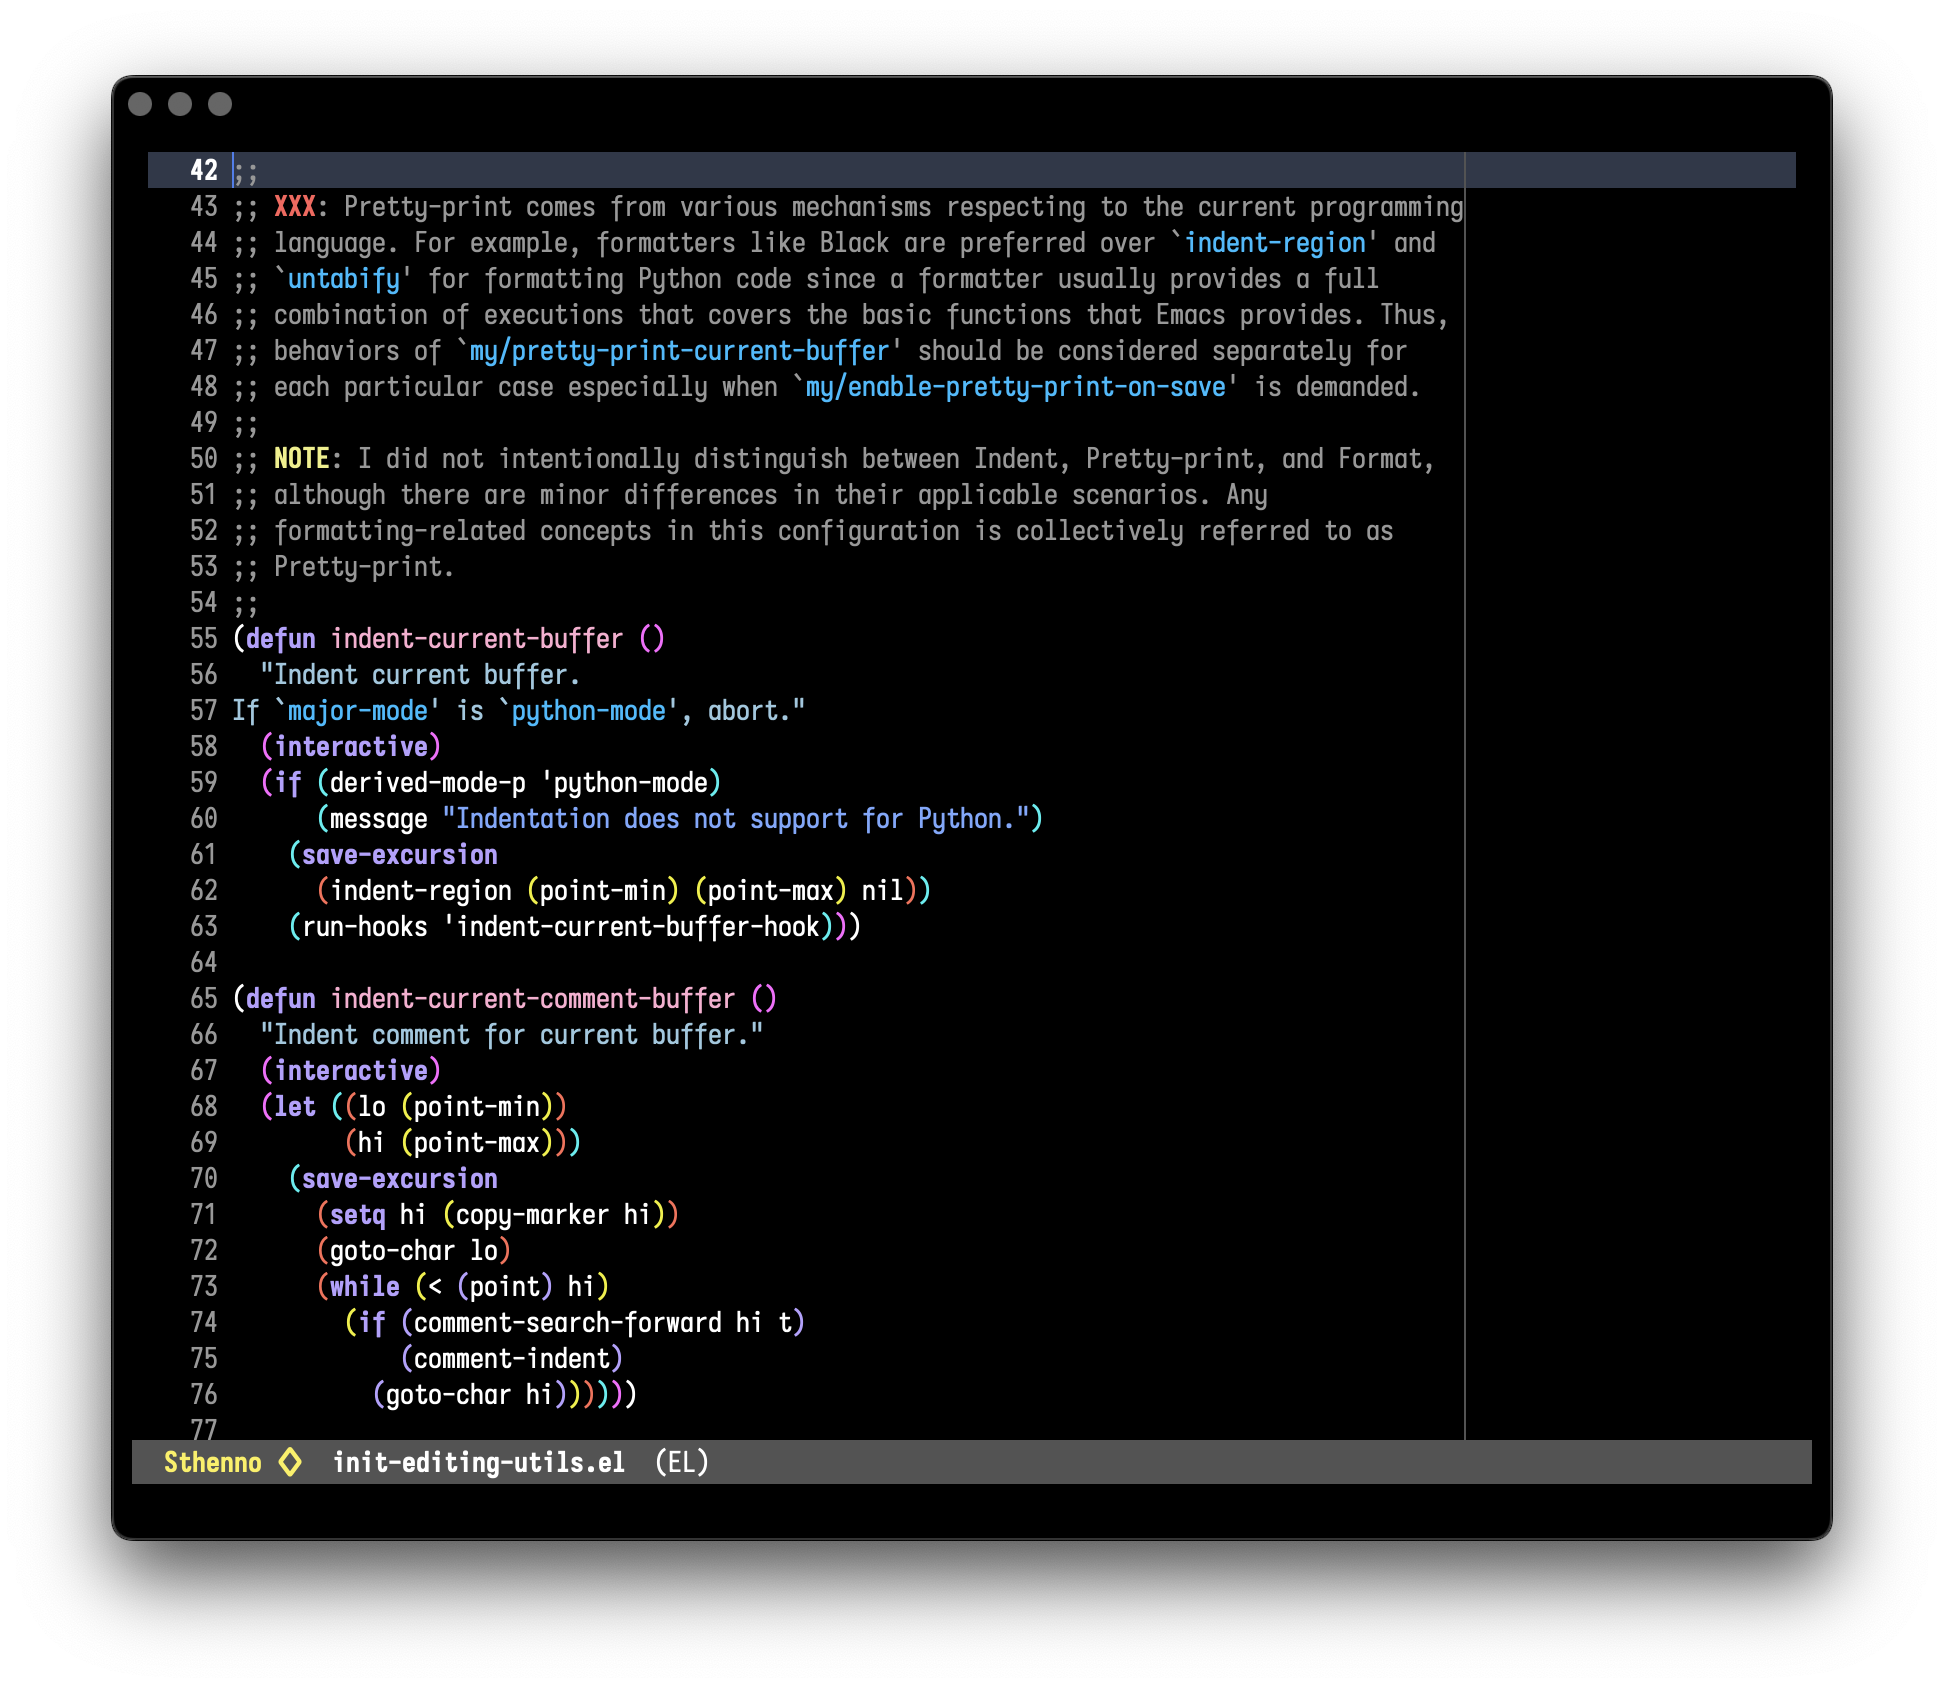 42 ;;
43 ;; XXX: Pretty-print comes from various mechanisms respecting to the current programming
44 ;; language. For example, formatters like Black are preferred over `indent-region' and
45 ;; `untabify' for formatting Python code since a formatter usually provides a full
46 ;; combination of executions that covers the basic functions that Emacs provides. Thus,
47 ;; behaviors of `my/pretty-print-current-buffer' should be considered separately for
48 ;; each particular case especially when `my/enable-pretty-print-on-save' is demanded.
49 ;;
50 ;; NOTE: I did not intentionally distinguish between Indent, Pretty-print, and Format,
51 ;; although there are minor differences in their applicable scenarios. Any
52 ;; formatting-related concepts in this configuration is collectively referred to as
53 ;; Pretty-print.
54 ;;
55 (defun indent-current-buffer ()
56   "Indent current buffer.
57 If `major-mode' is `python-mode', abort."
58   (interactive)
59   (if (derived-mode-p 'python-mode)
60       (message "Indentation does not support for Python.")
61     (save-excursion
62       (indent-region (point-min) (point-max) nil))
63     (run-hooks 'indent-current-buffer-hook)))
64
65 (defun indent-current-comment-buffer ()
66   "Indent comment for current buffer."
67   (interactive)
68   (let ((lo (point-min))
69         (hi (point-max)))
70     (save-excursion
71       (setq hi (copy-marker hi))
72       (goto-char lo)
73       (while (< (point) hi)
74         (if (comment-search-forward hi t)
75             (comment-indent)
76           (goto-char hi))))))
77
Sthenno ◊ init-editing-utils.el (EL)